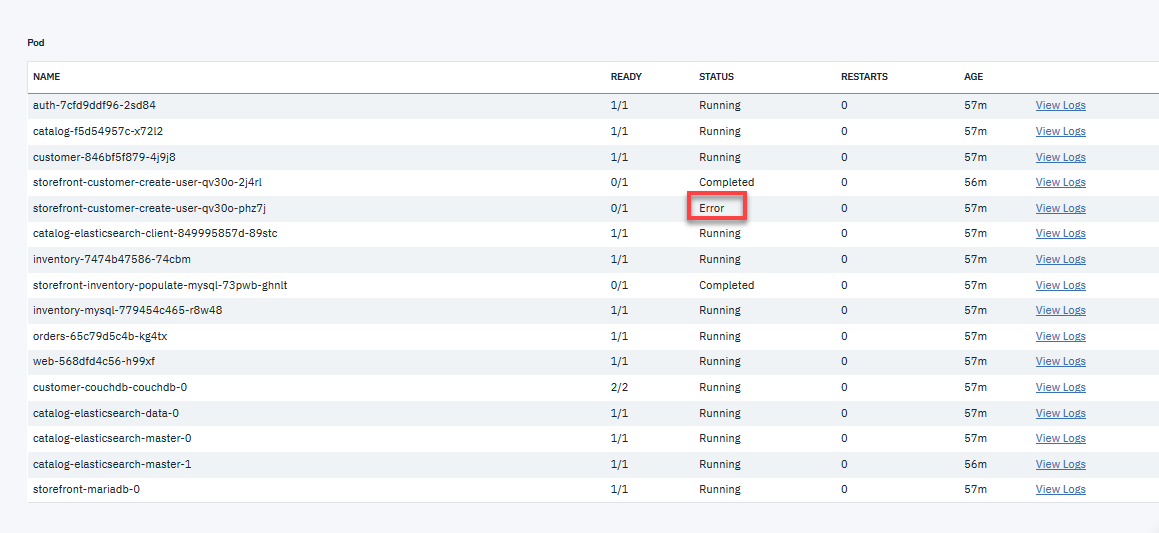 Pod
NAME READY STATUS RESTARTS AGE
auth-7cfd9ddf96-2sd84 1/1 Running 0 57m View Logs
catalog-f5d54957c-x72l2 1/1 Running 0 57m View Logs
customer-846bf5f879-4j9j8 1/1 Running 0 57m View Logs
storefront-customer-create-user-qv30o-2j4rl 0/1 Completed 0 56m View Logs
storefront-customer-create-user-qv30o-phz7j 0/1 Error 0 57m View Logs
catalog-elasticsearch-client-849995857d-89stc 1/1 Running 0 57m View Logs
inventory-7474b47586-74cbm 1/1 Running 0 57m View Logs
storefront-inventory-populate-mysql-73pwb-ghnlt 0/1 Completed 0 57m View Logs
inventory-mysql-779454c465-r8w48 1/1 Running 0 57m View Logs
orders-65c79d5c4b-kg4tx 1/1 Running 0 57m View Logs
web-568dfd4c56-h99xf 1/1 Running 0 57m View Logs
customer-couchdb-couchdb-0 2/2 Running 0 57m View Logs
catalog-elasticsearch-data-0 1/1 Running 0 57m View Logs
catalog-elasticsearch-master-0 1/1 Running 0 57m View Logs
catalog-elasticsearch-master-1 1/1 Running 0 56m View Logs
storefront-mariadb-0 1/1 Running 0 57m View Logs